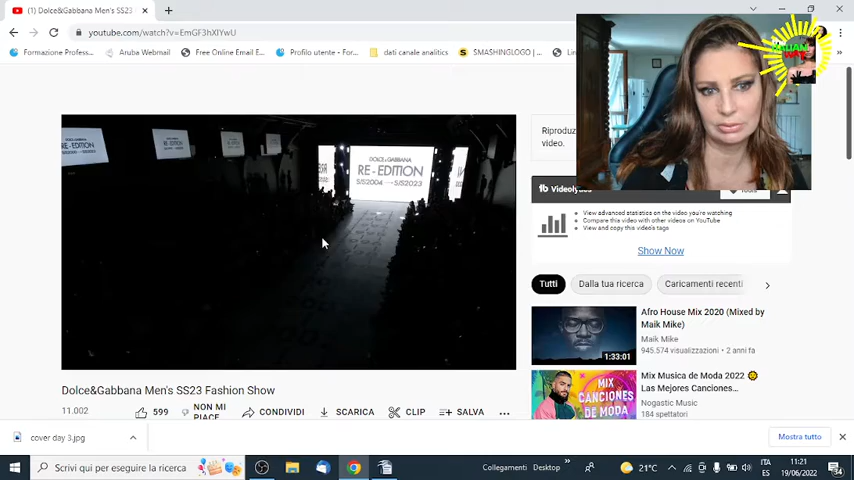 (1) Dolce&Gabbana Men's SS23
youtube.com/watch?v=EmGF3hXIYwU
Formazione Profess...
Aruba Webmail
Free Online Email E...
Profilo utente - For...
dati canale analitics
SMASHINGLOGO | ...
ITALIAN
RE-EDITION
DOLCE & GABBANA
RE-EDITION
S/S2004 S/S2023
Riproduz
video.
Videolytics
View advanced statistics on the video you're watching
Compare this video with other videos on YouTube
View and copy this video's tags
Show Now
Tutti
Dalla tua ricerca
Caricamenti recenti
Afro House Mix 2020 (Mixed by
Maik Mike)
Maik Mike
945.574 visualizzazioni • 2 anni fa
1:33:01
Mix Musica de Moda 2022
Las Mejores Canciones...
Nogastic Music
184 spettatori
MIX
CANCIONES
DE MODA
Dolce&Gabbana Men's SS23 Fashion Show
11.002
599
NON MI
PIACE
CONDIVIDI
SCARICA
CLIP
SALVA
cover day 3.jpg
Mostra tutto
Scrivi qui per eseguire la ricerca
Collegamenti
Desktop
21°C
ITA
ES
11:21
19/06/2022
34